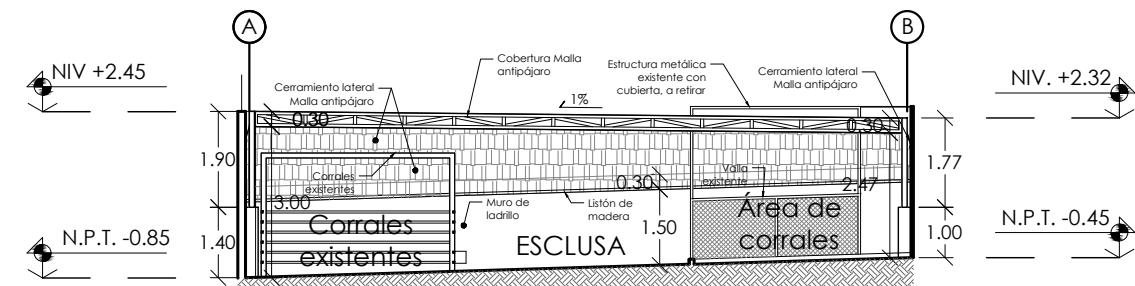 A
B
NIV +2.45
Cobertura Malla
antipájaro
Estructura metálica
existente con
cubierta, a retirar
Cerramiento lateral
Malla antipájaro
NIV. +2.32
Cerramiento lateral
Malla antipájaro
1%
0.30
0.30
1.90
Corrales
existentes
0.30
Valla
existente
2.47
1.77
3.00
Muro de
ladrillo
Listón de
madera
N.P.T. -0.85
1.40
Corrales
existentes
ESCLUSA
1.50
Área de
corrales
1.00
N.P.T. -0.45